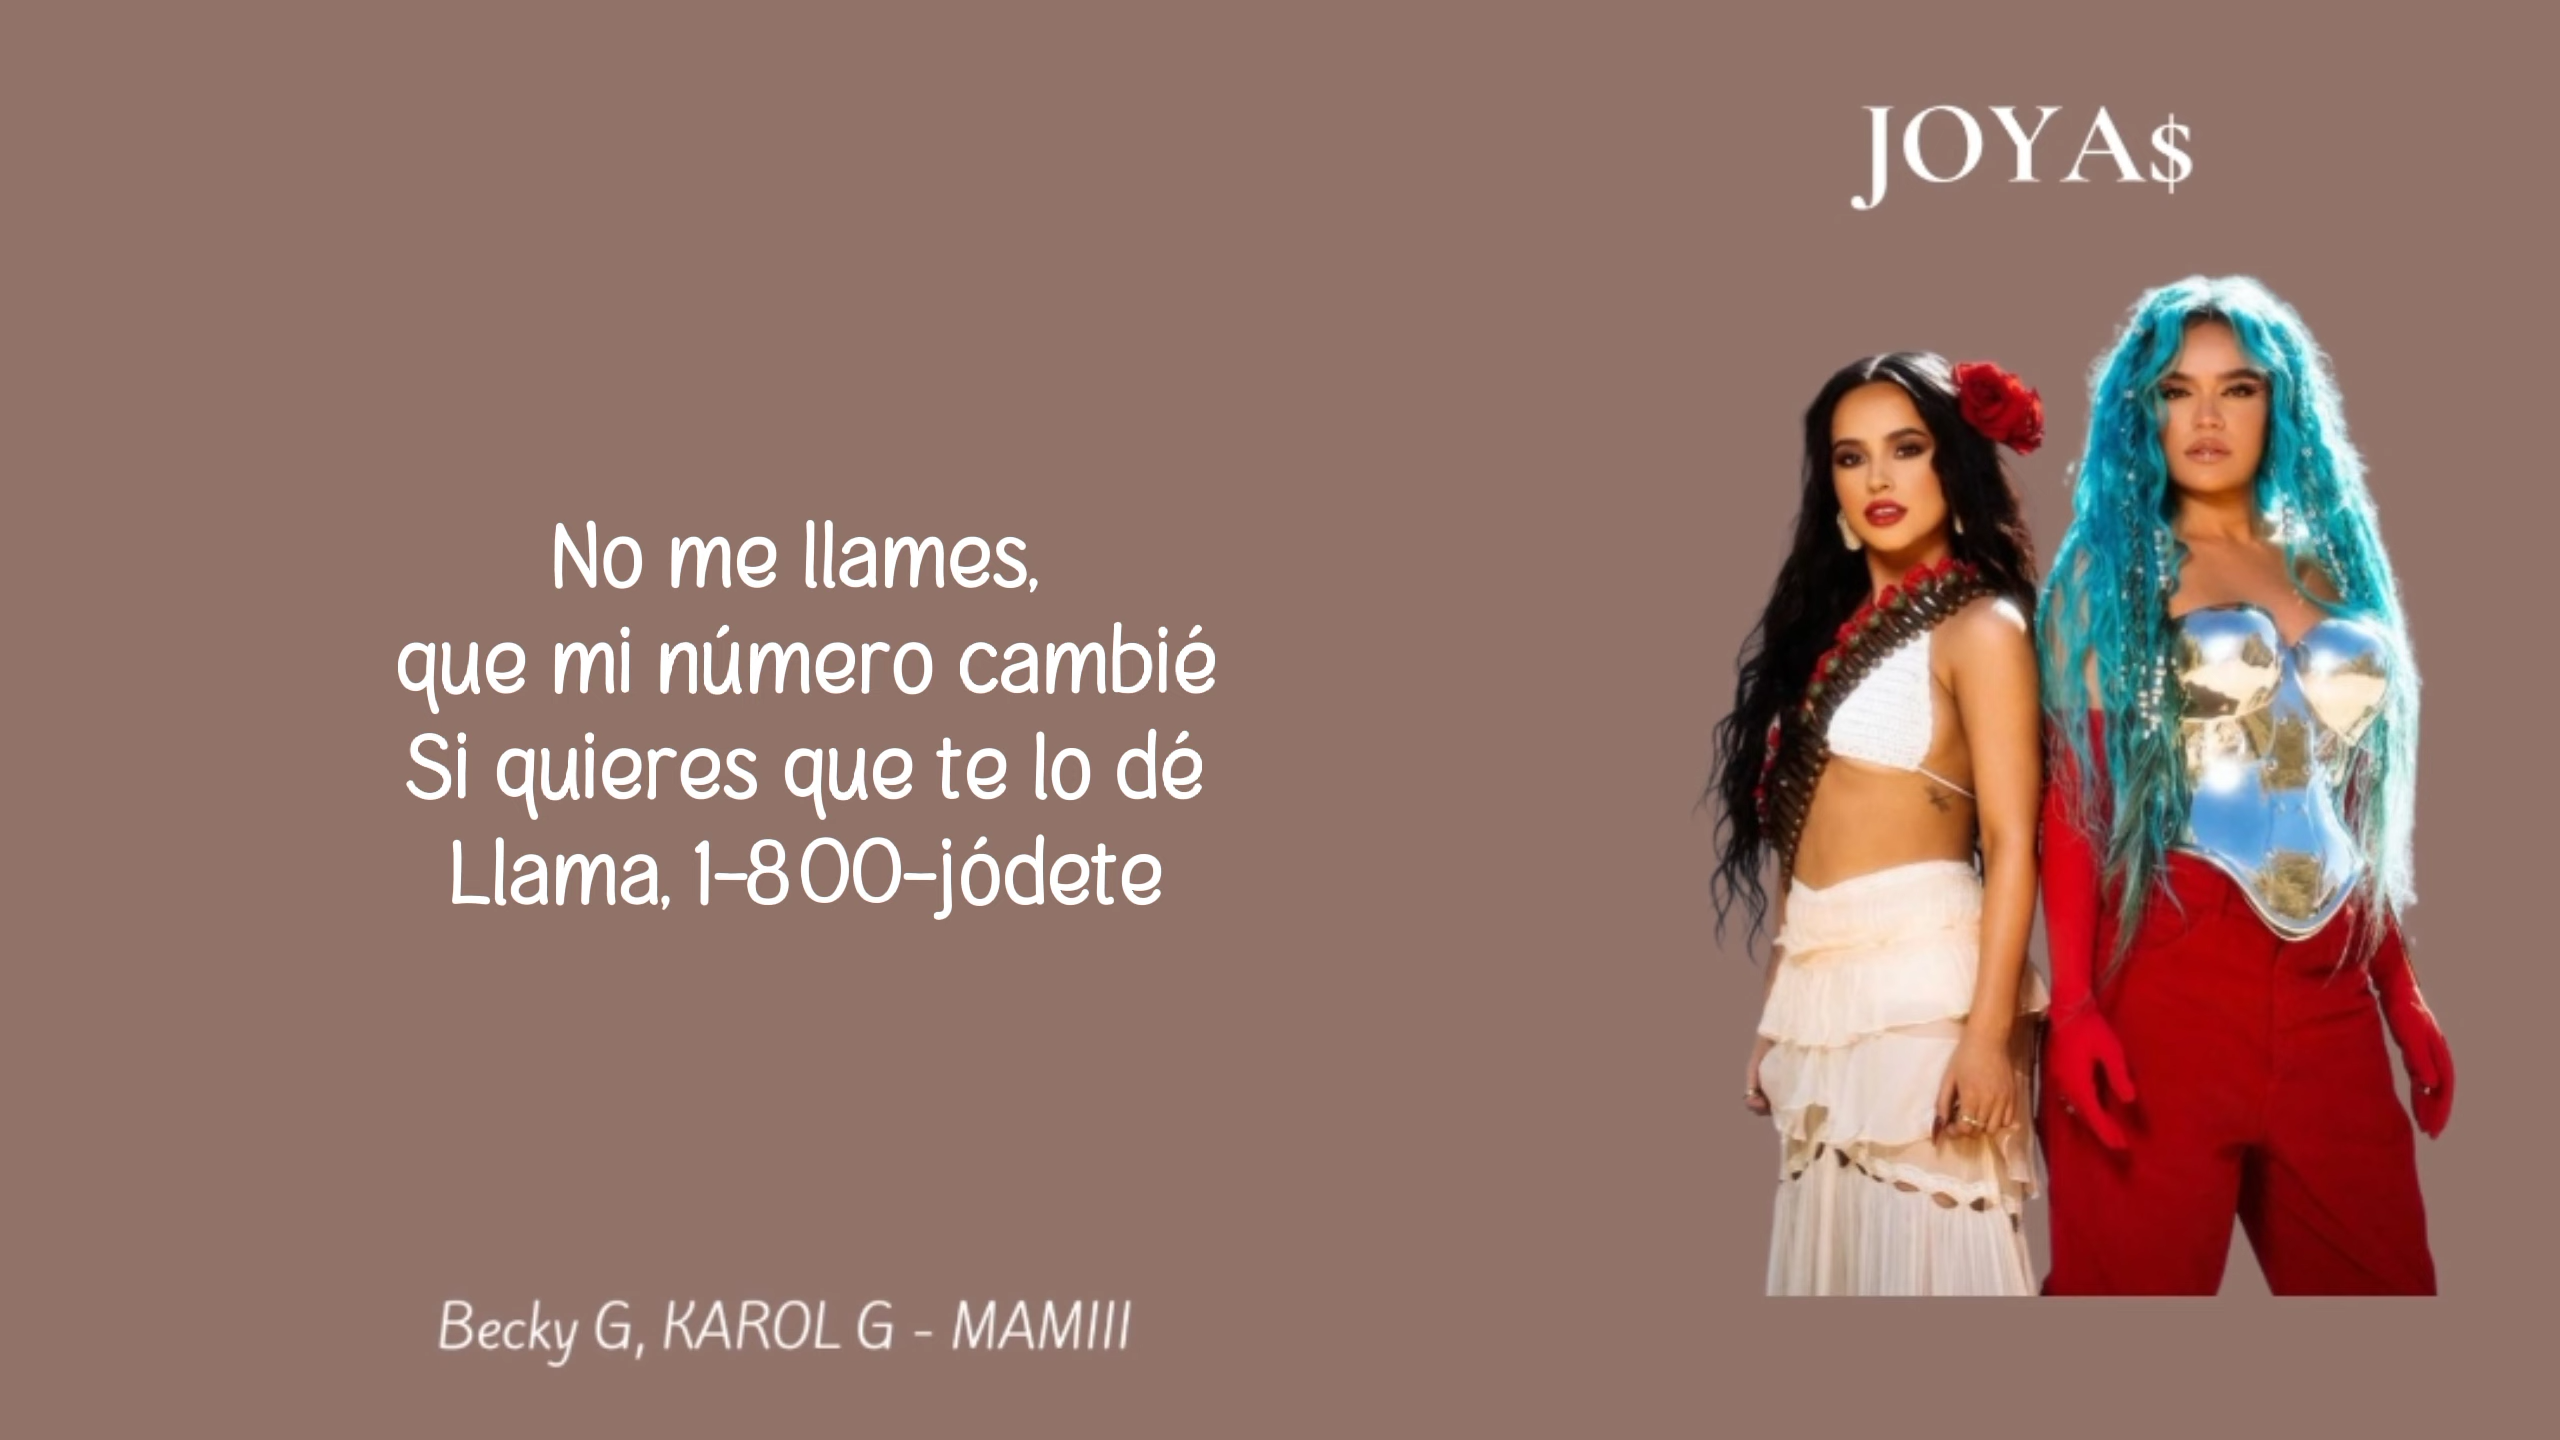 JOYA$
No me llames,
que mi número cambié
Si quieres que te lo dé
Llama, 1-800-jódete
Becky G, KAROL G - MAMIII